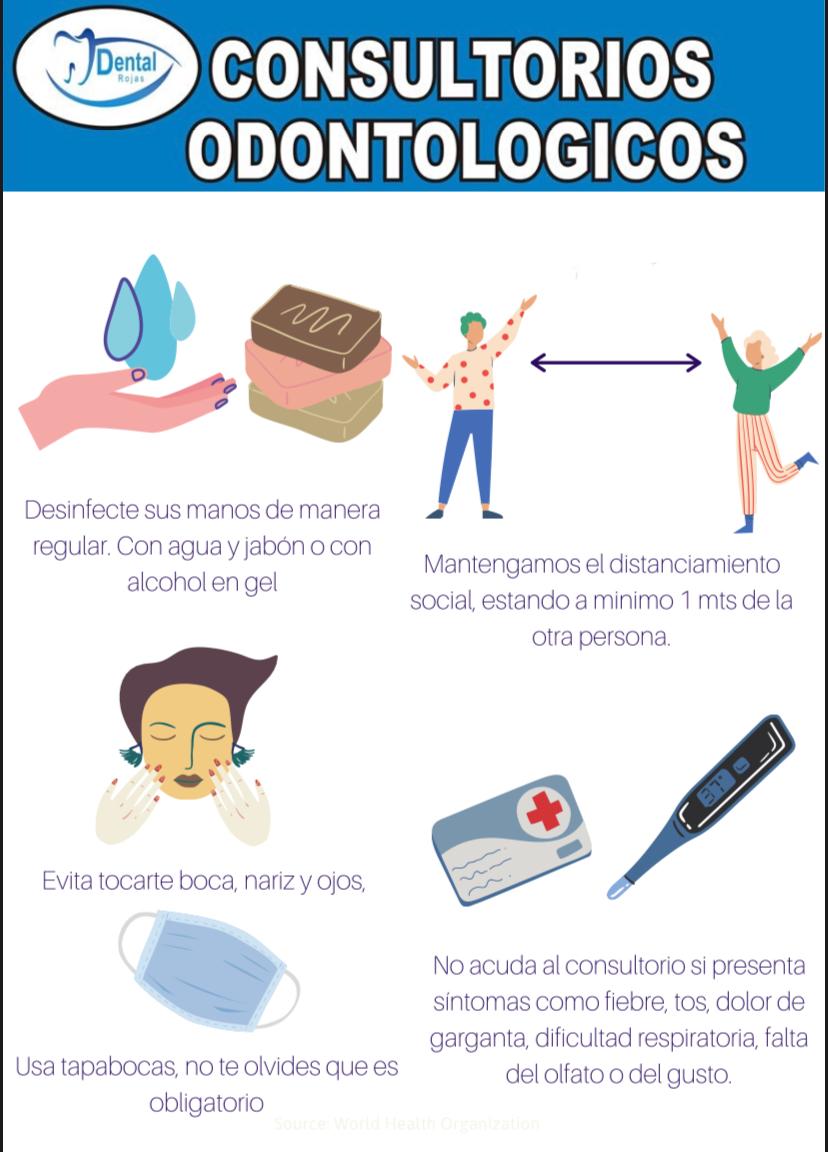 Dental
Rojas
CONSULTORIOS
ODONTOLOGICOS
Desinfecte sus manos de manera
regular. Con agua y jabón o con
alcohol en gel
Mantengamos el distanciamiento
social, estando a minimo 1 mts de la
otra persona.
Evita tocarte boca, nariz y ojos,
37°
No acuda al consultorio si presenta
síntomas como fiebre, tos, dolor de
garganta, dificultad respiratoria, falta
del olfato o del gusto.
Usa tapabocas, no te olvides que es
obligatorio
Source: World Health Organization